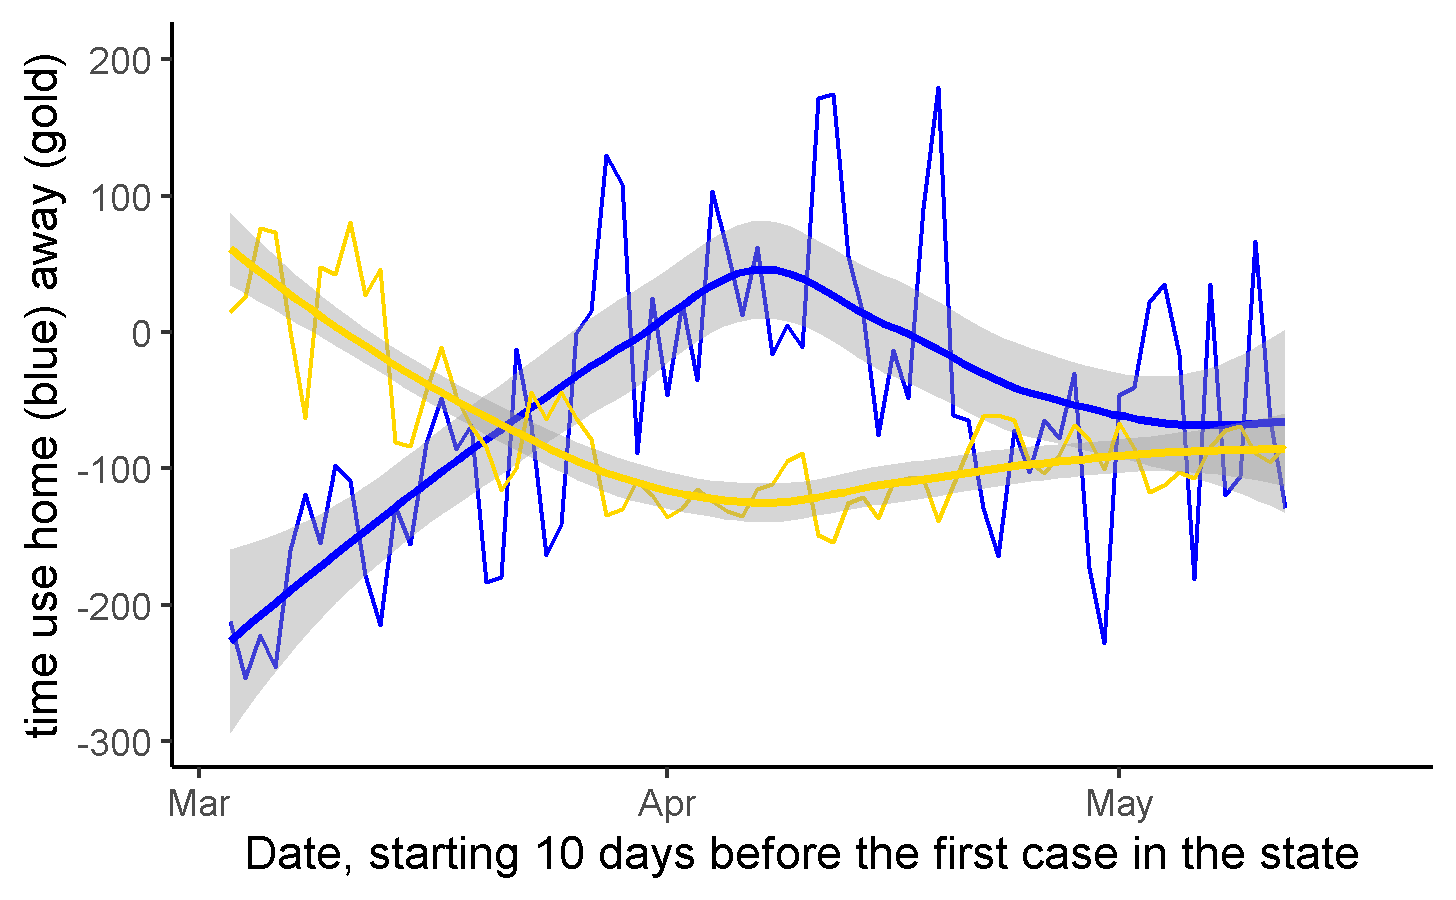 time use home (blue) away (gold)
200
100
0
-100
-200
-300
Mar
Apr
May
Date, starting 10 days before the first case in the state